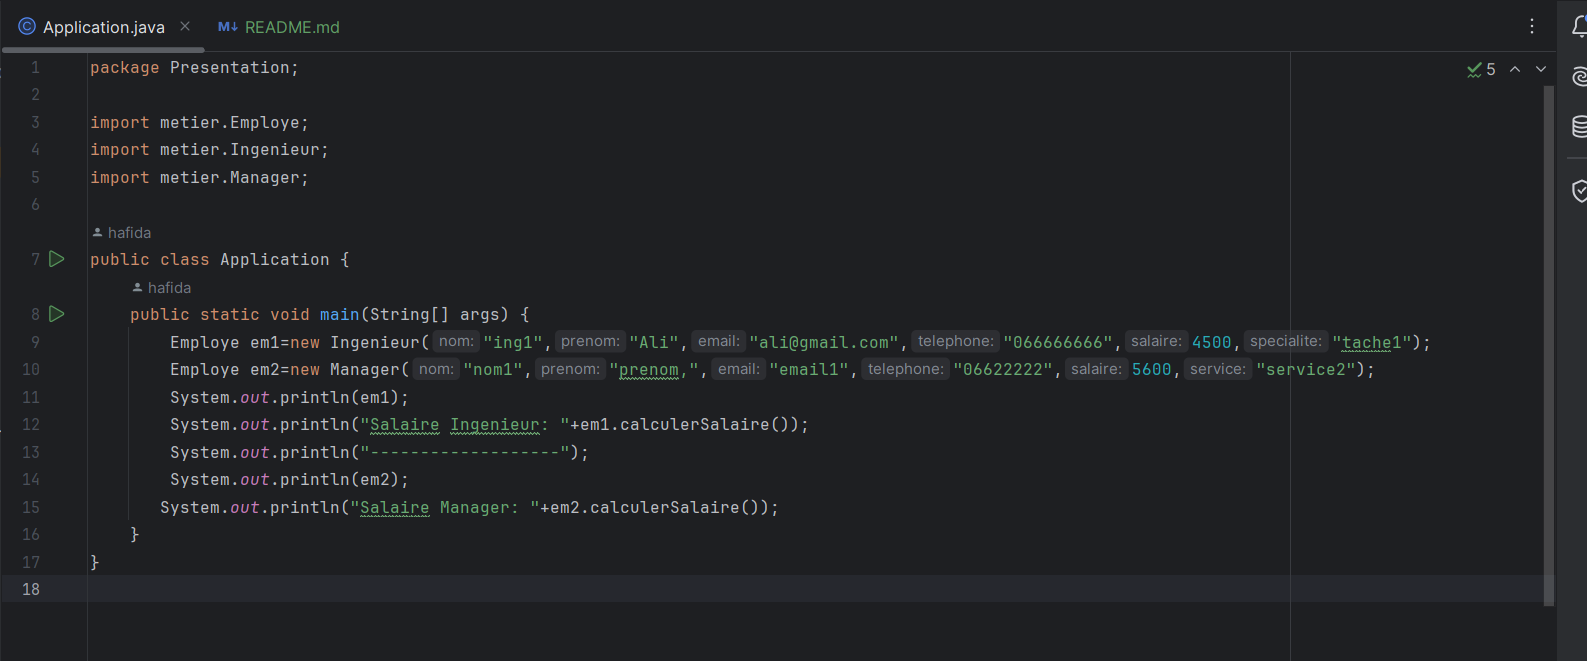 Application.java M↓ README.md
1 package Presentation;
5
2
3 import metier.Employe;
4 import metier.Ingenieur;
5 import metier.Manager;
6
hafida
7 public class Application {
hafida
8 public static void main(String[] args) {
9 Employe em1=new Ingenieur( nom: "ing1", prenom: "Ali", email: "ali@gmail.com", telephone: "066666666", salaire: 4500, specialite: "tache1");
10 Employe em2=new Manager( nom: "nom1", prenom: "prenom,", email: "email1", telephone: "06622222", salaire: 5600, service: "service2");
11 System.out.println(em1);
12 System.out.println("Salaire Ingenieur: "+em1.calculerSalaire());
13 System.out.println("-------------------");
14 System.out.println(em2);
15 System.out.println("Salaire Manager: "+em2.calculerSalaire());
16 }
17 }
18